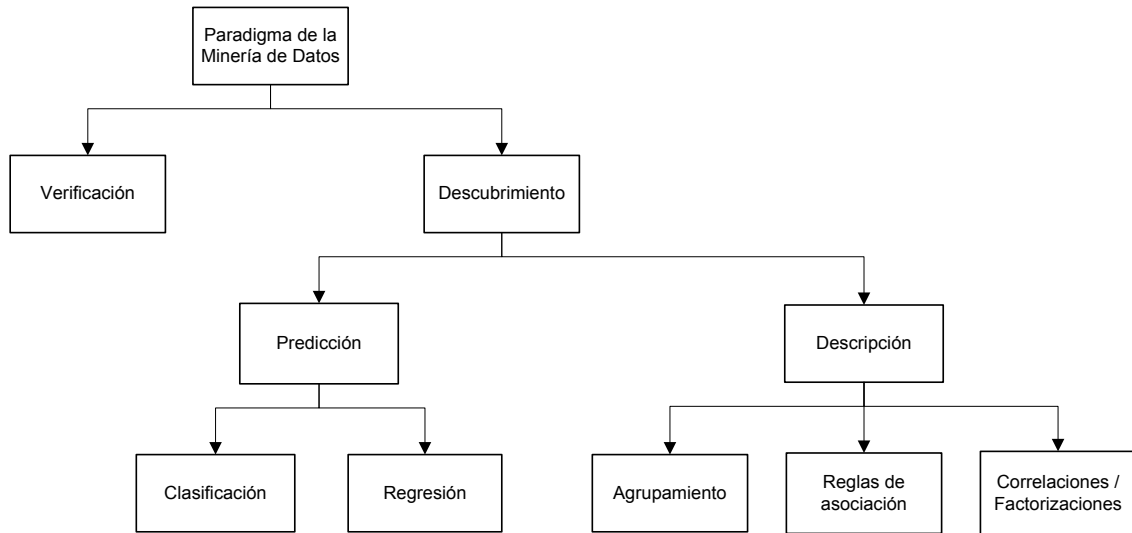 Paradigma de la
Minería de Datos
Verificación
Descubrimiento
Predicción
Descripción
Clasificación
Regresión
Agrupamiento
Reglas de
asociación
Correlaciones /
Factorizaciones